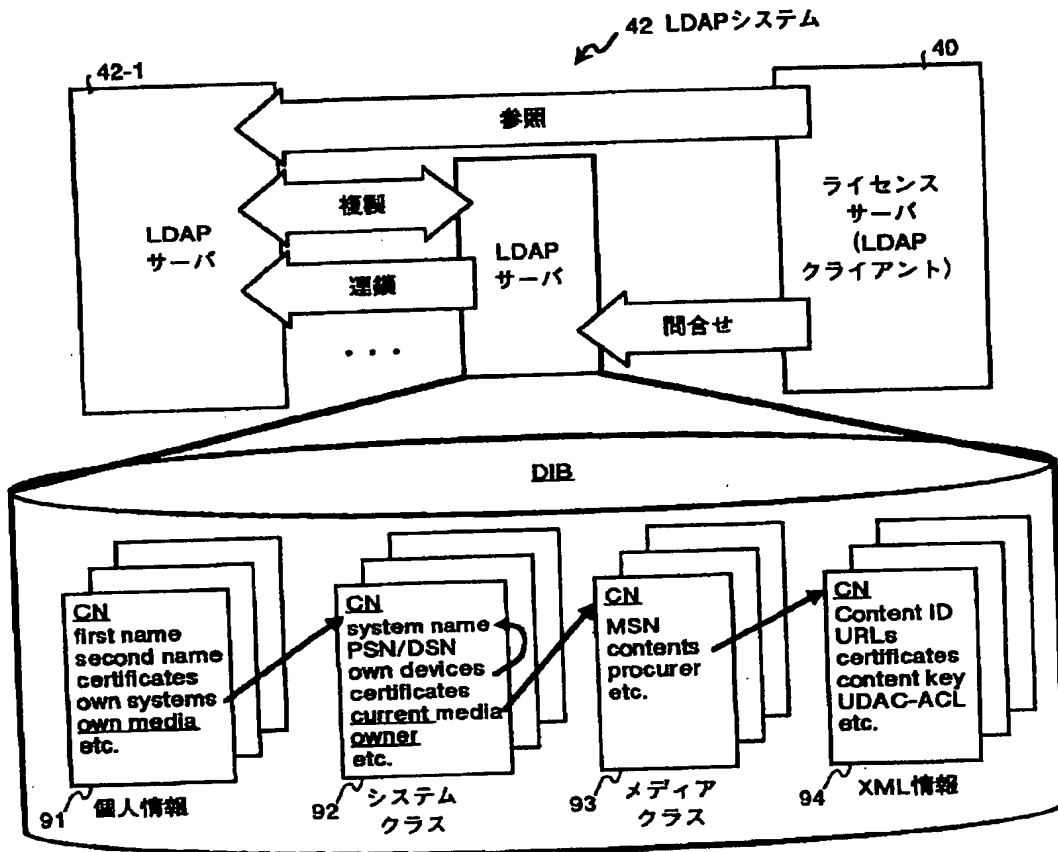 42 LDAPシステム
42-1
40
参照
複製
LDAP
サーバ
LDAP
サーバ
ライセンス
サーバ
(LDAP
クライアント)
連鎖
問合せ
...
DIB
CN
first name
second name
certificates
own systems
own media
etc.
CN
system name
PSN/DSN
own devices
certificates
current media
owner
etc.
CN
MSN
contents
procurer
etc.
CN
Content ID
URLs
certificates
content key
UDAC-ACL
etc.
91
個人情報
92
システム
クラス
93
メディア
クラス
94
XML情報